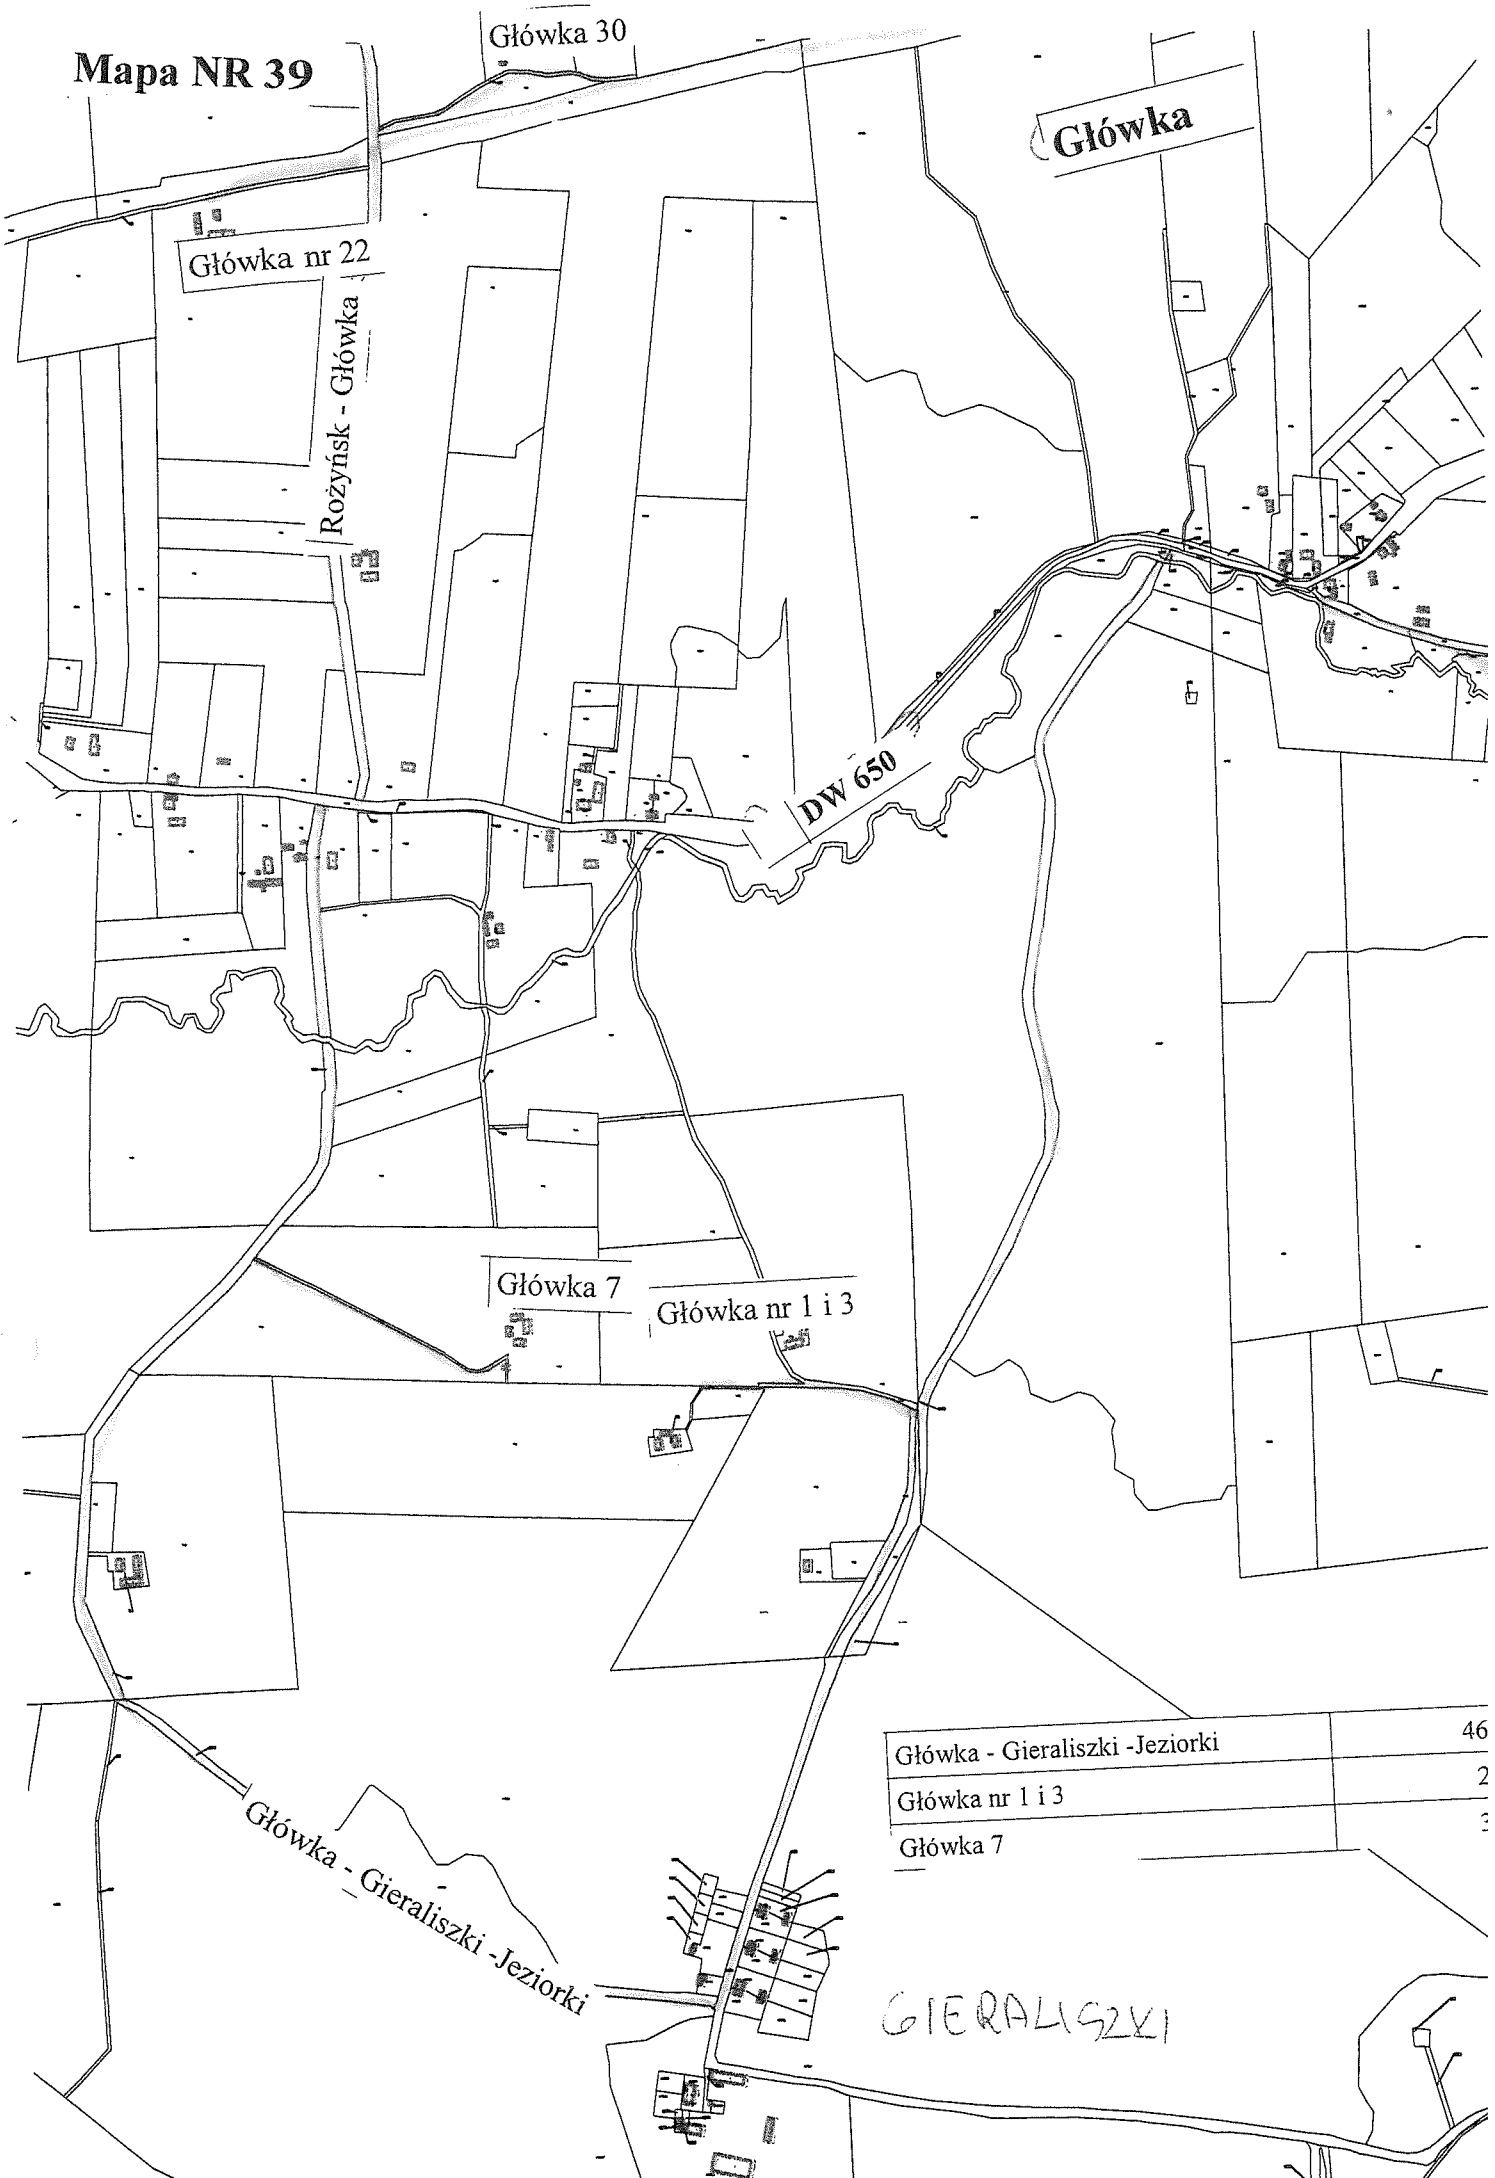 Główka 30
Mapa NR 39
Główka
Główka nr 22
Rożyńsk - Główka
DW 650
Główka 7
Główka nr 1 i 3
Główka - Gieraliszki -Jeziorki 46
Główka nr 1 i 3 2
Główka 7 3
Główka - Gieraliszki -Jeziorki
GIERALISZKI